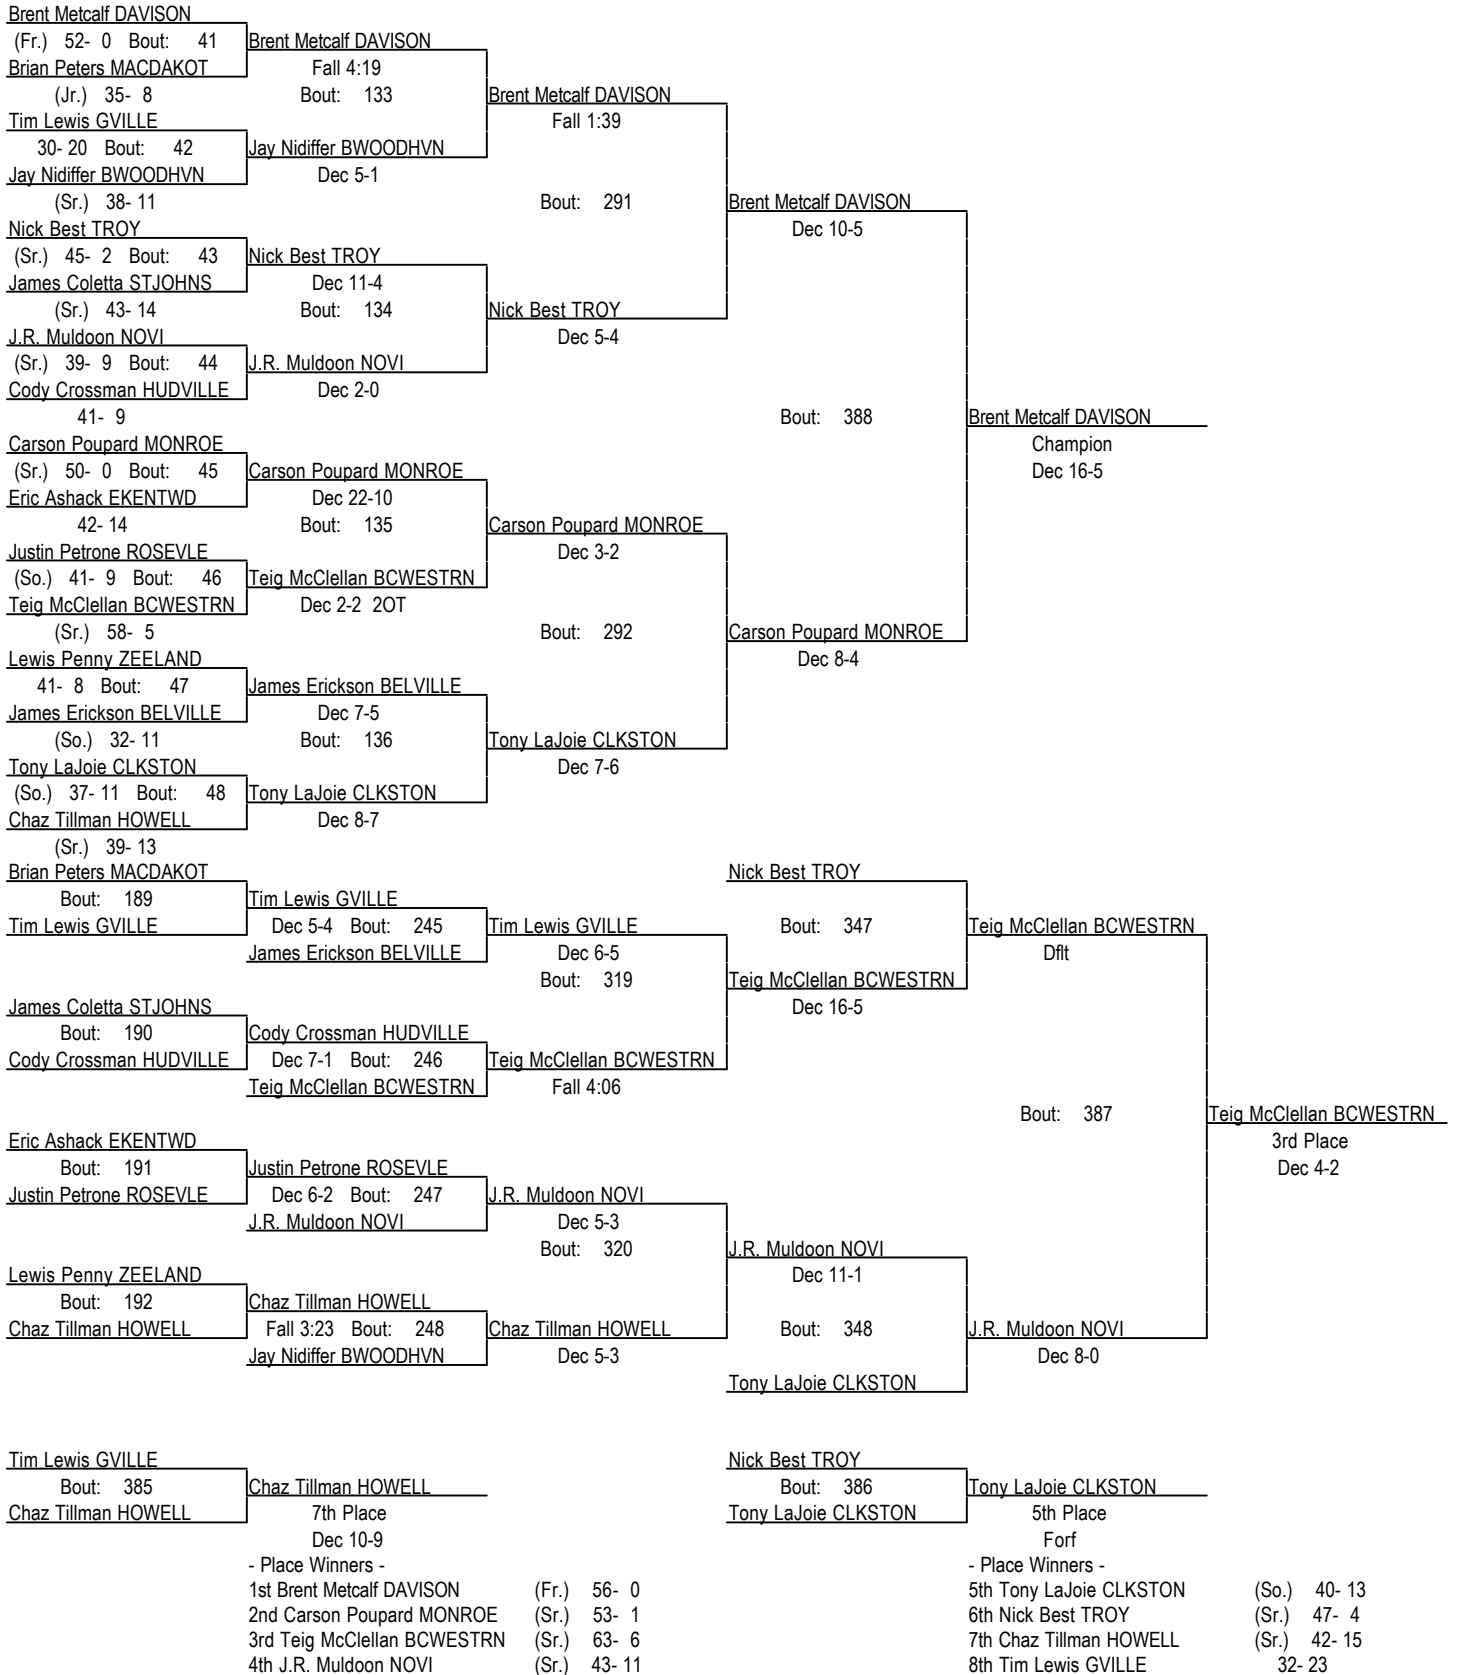 Brent Metcalf DAVISON
(Fr.) 52- 0 Bout: 41 Brent Metcalf DAVISON
Brian Peters MACDAKOT Fall 4:19
(Jr.) 35- 8 Bout: 133 Brent Metcalf DAVISON
Tim Lewis GVILLE Fall 1:39
30- 20 Bout: 42 Jay Nidiffer BWOODHVN
Jay Nidiffer BWOODHVN Dec 5-1
(Sr.) 38- 11 Bout: 291 Brent Metcalf DAVISON
Nick Best TROY Dec 10-5
(Sr.) 45- 2 Bout: 43 Nick Best TROY
James Coletta STJOHNS Dec 11-4
(Sr.) 43- 14 Bout: 134 Nick Best TROY
J.R. Muldoon NOVI Dec 5-4
(Sr.) 39- 9 Bout: 44 J.R. Muldoon NOVI
Cody Crossman HUDVILLE Dec 2-0
41- 9 Bout: 388 Brent Metcalf DAVISON
Carson Poupard MONROE Champion
(Sr.) 50- 0 Bout: 45 Carson Poupard MONROE Dec 16-5
Eric Ashack EKENTWD Dec 22-10
42- 14 Bout: 135 Carson Poupard MONROE
Justin Petrone ROSEVLE Dec 3-2
(So.) 41- 9 Bout: 46 Teig McClellan BCWESTRN
Teig McClellan BCWESTRN Dec 2-2 2OT
(Sr.) 58- 5 Bout: 292 Carson Poupard MONROE
Lewis Penny ZEELAND Dec 8-4
41- 8 Bout: 47 James Erickson BELVILLE
James Erickson BELVILLE Dec 7-5
(So.) 32- 11 Bout: 136 Tony LaJoie CLKSTON
Tony LaJoie CLKSTON Dec 7-6
(So.) 37- 11 Bout: 48 Tony LaJoie CLKSTON
Chaz Tillman HOWELL Dec 8-7
(Sr.) 39- 13
Brian Peters MACDAKOT Nick Best TROY
Bout: 189 Tim Lewis GVILLE
Tim Lewis GVILLE Dec 5-4 Bout: 245 Tim Lewis GVILLE Bout: 347 Teig McClellan BCWESTRN
James Erickson BELVILLE Dec 6-5 Dflt
Bout: 319 Teig McClellan BCWESTRN
James Coletta STJOHNS Dec 16-5
Bout: 190 Cody Crossman HUDVILLE
Cody Crossman HUDVILLE Dec 7-1 Bout: 246 Teig McClellan BCWESTRN
Teig McClellan BCWESTRN Fall 4:06
Bout: 387 Teig McClellan BCWESTRN
Eric Ashack EKENTWD 3rd Place
Bout: 191 Justin Petrone ROSEVLE Dec 4-2
Justin Petrone ROSEVLE Dec 6-2 Bout: 247 J.R. Muldoon NOVI
J.R. Muldoon NOVI Dec 5-3
Bout: 320 J.R. Muldoon NOVI
Lewis Penny ZEELAND Dec 11-1
Bout: 192 Chaz Tillman HOWELL
Chaz Tillman HOWELL Fall 3:23 Bout: 248 Chaz Tillman HOWELL Bout: 348 J.R. Muldoon NOVI
Jay Nidiffer BWOODHVN Dec 5-3 Dec 8-0
Tony LaJoie CLKSTON
Tim Lewis GVILLE Nick Best TROY
Bout: 385 Chaz Tillman HOWELL Bout: 386 Tony LaJoie CLKSTON
Chaz Tillman HOWELL 7th Place Tony LaJoie CLKSTON 5th Place
Dec 10-9 Forf
- Place Winners - - Place Winners -
1st Brent Metcalf DAVISON (Fr.) 56- 0 5th Tony LaJoie CLKSTON (So.) 40- 13
2nd Carson Poupard MONROE (Sr.) 53- 1 6th Nick Best TROY (Sr.) 47- 4
3rd Teig McClellan BCWESTRN (Sr.) 63- 6 7th Chaz Tillman HOWELL (Sr.) 42- 15
4th J.R. Muldoon NOVI (Sr.) 43- 11 8th Tim Lewis GVILLE 32- 23